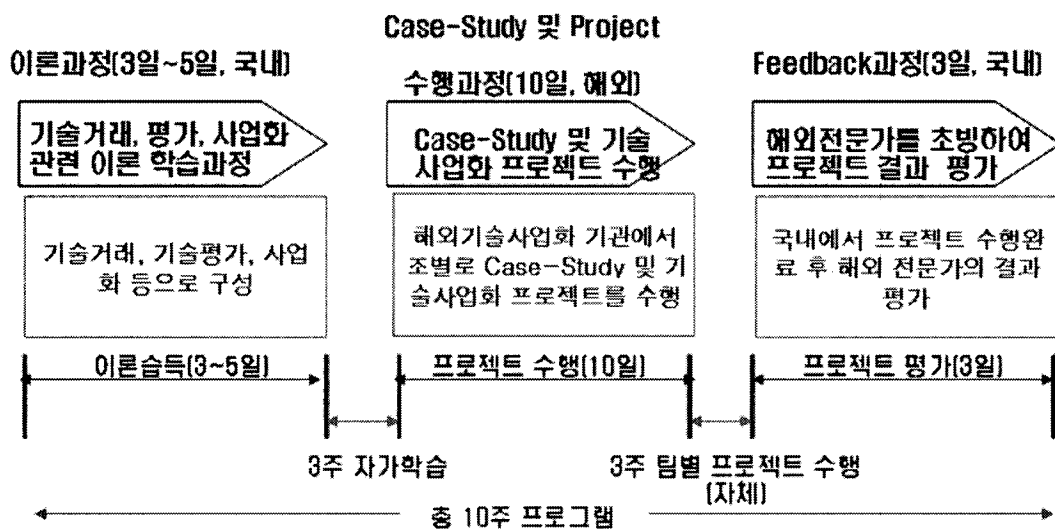 Case-Study 및 Project
이론과정(3일~5일, 국내)
수행과정(10일, 해외)
Feedback과정(3일, 국내)
기술거래, 평가, 사업화
관련 이론 학습과정
Case-Study 및 기술
사업화 프로젝트 수행
해외전문가를 초빙하여
프로젝트 결과 평가
기술거래, 기술평가, 사업
화 등으로 구성
해외기술사업화 기관에서
조별로 Case-Study 및 기
술사업화 프로젝트를 수행
국내에서 프로젝트 수행완
료 후 해외 전문가의 결과
평가
이론습득(3~5일)
프로젝트 수행(10일)
프로젝트 평가(3일)
3주 자가학습
3주 팀별 프로젝트 수행
(자체)
총 10주 프로그램